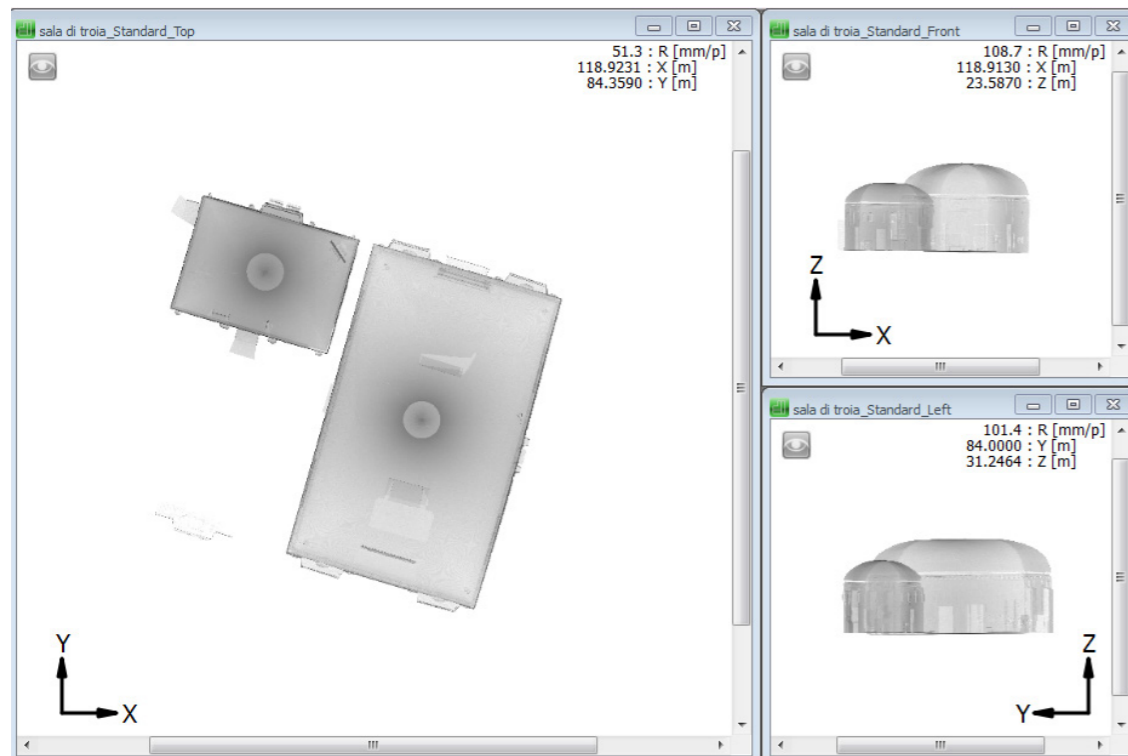 sala di troia_Standard_Top
51.3 : R [mm/p]
118.9231 : X [m]
84.3590 : Y [m]
Y
X
sala di troia_Standard_Front
108.7 : R [mm/p]
118.9130 : X [m]
23.5870 : Z [m]
Z
X
sala di troia_Standard_Left
101.4 : R [mm/p]
84.0000 : Y [m]
31.2464 : Z [m]
Z
Y